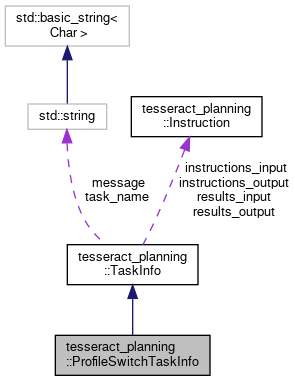 std::basic_string<
Char >
std::string
tesseract_planning
::Instruction
message
task_name
instructions_input
instructions_output
results_input
results_output
tesseract_planning
::TaskInfo
tesseract_planning
::ProfileSwitchTaskInfo